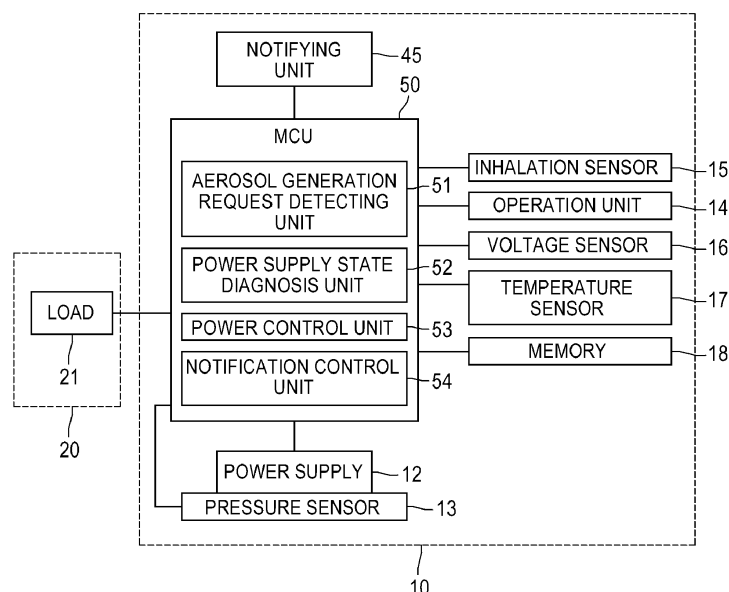 NOTIFYING
UNIT
45
50
MCU
AEROSOL GENERATION
REQUEST DETECTING
UNIT
51
POWER SUPPLY STATE
DIAGNOSIS UNIT
52
POWER CONTROL UNIT
53
NOTIFICATION CONTROL
UNIT
54
INHALATION SENSOR
15
OPERATION UNIT
14
VOLTAGE SENSOR
16
TEMPERATURE
SENSOR
17
MEMORY
18
LOAD
21
20
POWER SUPPLY
12
PRESSURE SENSOR
13
10